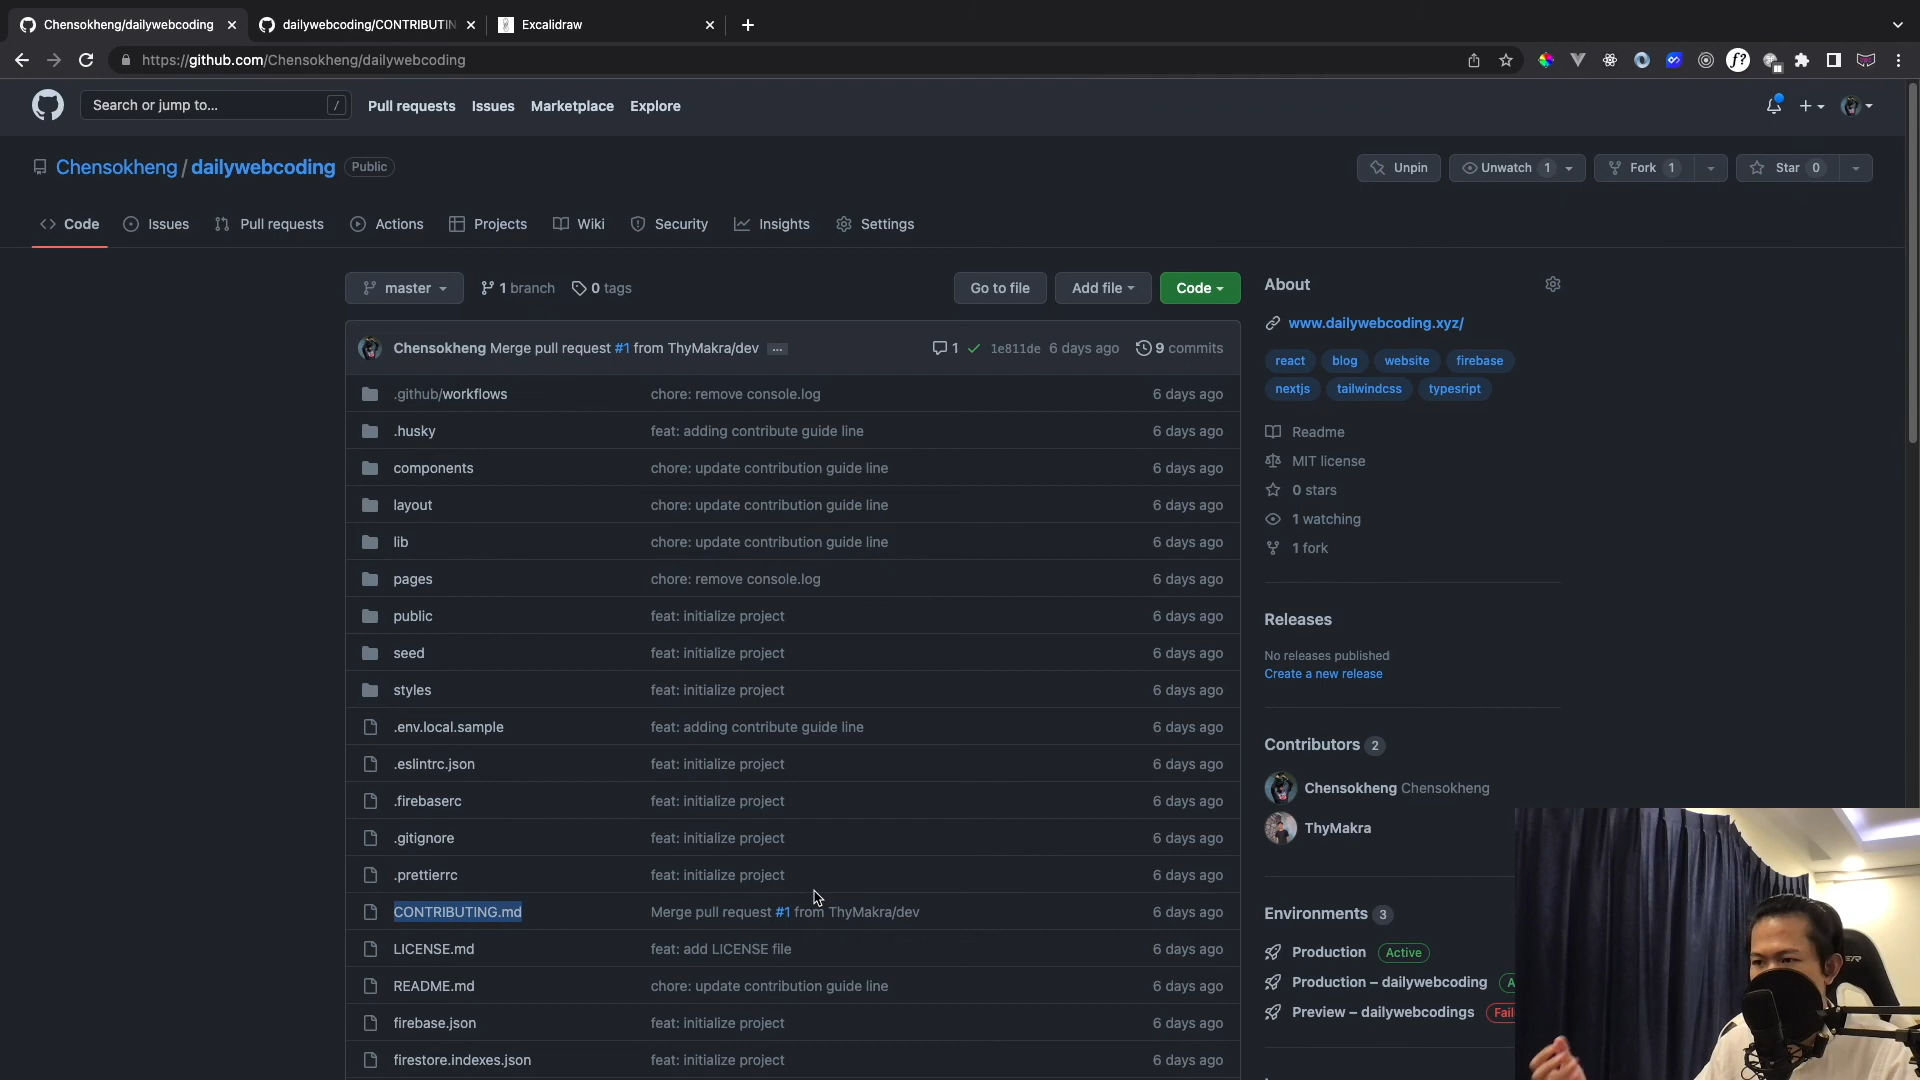 Chensokheng/dailywebcoding
dailywebcoding/CONTRIBUTIN
Excalidraw
https://github.com/Chensokheng/dailywebcoding
Search or jump to... /
Pull requests Issues Marketplace Explore
Chensokheng / dailywebcoding Public
Unpin Unwatch 1 Fork 1 Star 0
Code Issues Pull requests Actions Projects Wiki Security Insights Settings
master 1 branch 0 tags Go to file Add file Code
Chensokheng Merge pull request #1 from ThyMakra/dev ... 1 1e811de 6 days ago 9 commits
.github/workflows chore: remove console.log 6 days ago
.husky feat: adding contribute guide line 6 days ago
components chore: update contribution guide line 6 days ago
layout chore: update contribution guide line 6 days ago
lib chore: update contribution guide line 6 days ago
pages chore: remove console.log 6 days ago
public feat: initialize project 6 days ago
seed feat: initialize project 6 days ago
styles feat: initialize project 6 days ago
.env.local.sample feat: adding contribute guide line 6 days ago
.eslintrc.json feat: initialize project 6 days ago
.firebaserc feat: initialize project 6 days ago
.gitignore feat: initialize project 6 days ago
.prettierrc feat: initialize project 6 days ago
CONTRIBUTING.md Merge pull request #1 from ThyMakra/dev 6 days ago
LICENSE.md feat: add LICENSE file 6 days ago
README.md chore: update contribution guide line 6 days ago
firebase.json feat: initialize project 6 days ago
firestore.indexes.json feat: initialize project 6 days ago
About
www.dailywebcoding.xyz/
react blog website firebase
nextjs tailwindcss typesript
Readme
MIT license
0 stars
1 watching
1 fork
Releases
No releases published
Create a new release
Contributors 2
Chensokheng Chensokheng
ThyMakra
Environments 3
Production Active
Production – dailywebcoding A
Preview – dailywebcodings Fail